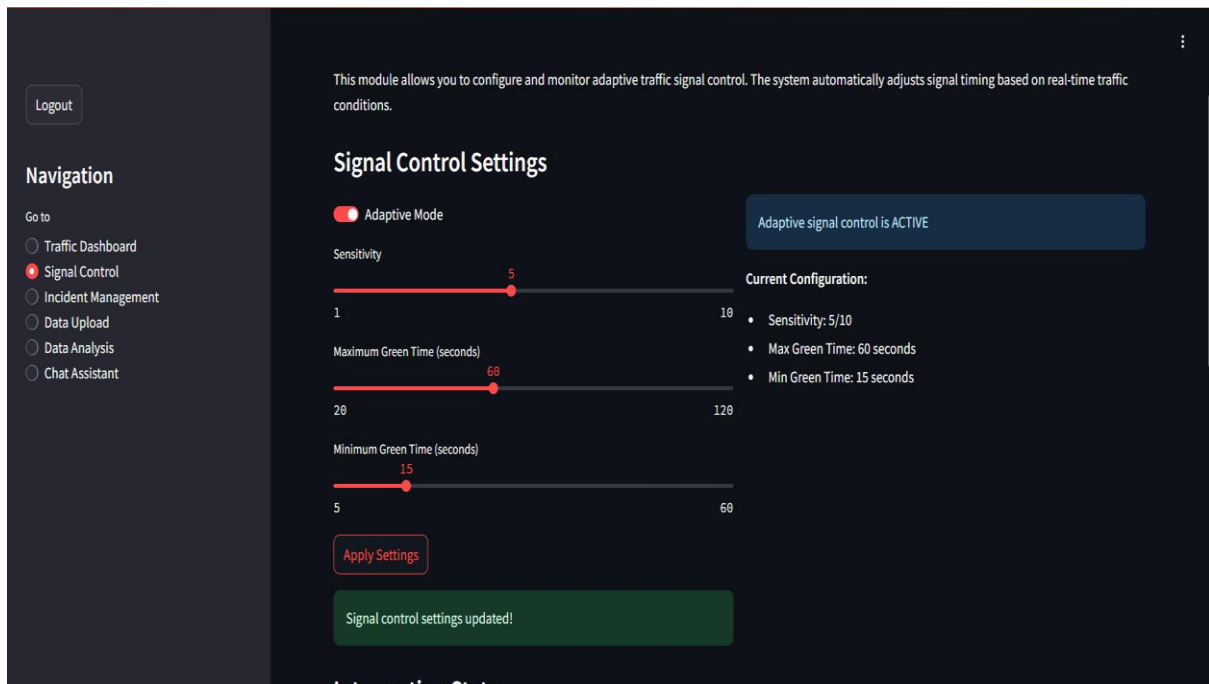 Logout
Navigation
Go to
Traffic Dashboard
Signal Control
Incident Management
Data Upload
Data Analysis
Chat Assistant
This module allows you to configure and monitor adaptive traffic signal control. The system automatically adjusts signal timing based on real-time traffic
conditions.
Signal Control Settings
Adaptive Mode
Sensitivity
5
1 10
Maximum Green Time (seconds)
60
20 120
Minimum Green Time (seconds)
15
5 60
Apply Settings
Signal control settings updated!
Adaptive signal control is ACTIVE
Current Configuration:
Sensitivity: 5/10
Max Green Time: 60 seconds
Min Green Time: 15 seconds